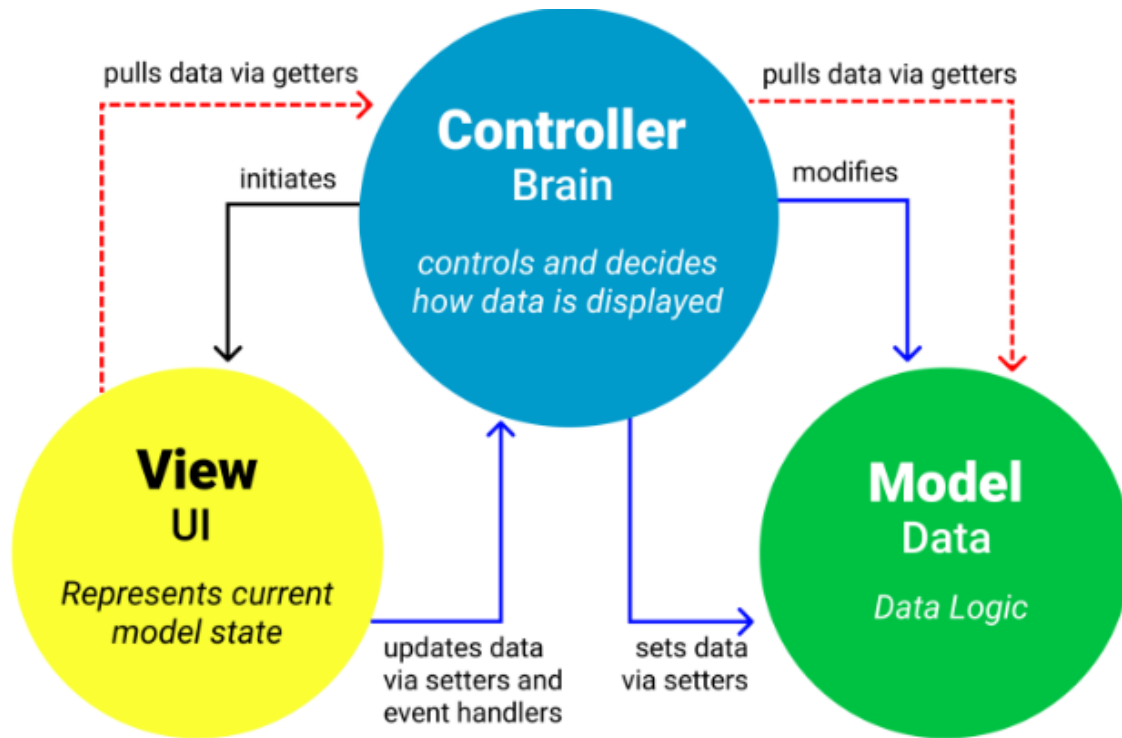 pulls data via getters
pulls data via getters
Controller
Brain
controls and decides
how data is displayed
initiates
modifies
View
UI
Represents current
model state
Model
Data
Data Logic
updates data
via setters and
event handlers
sets data
via setters